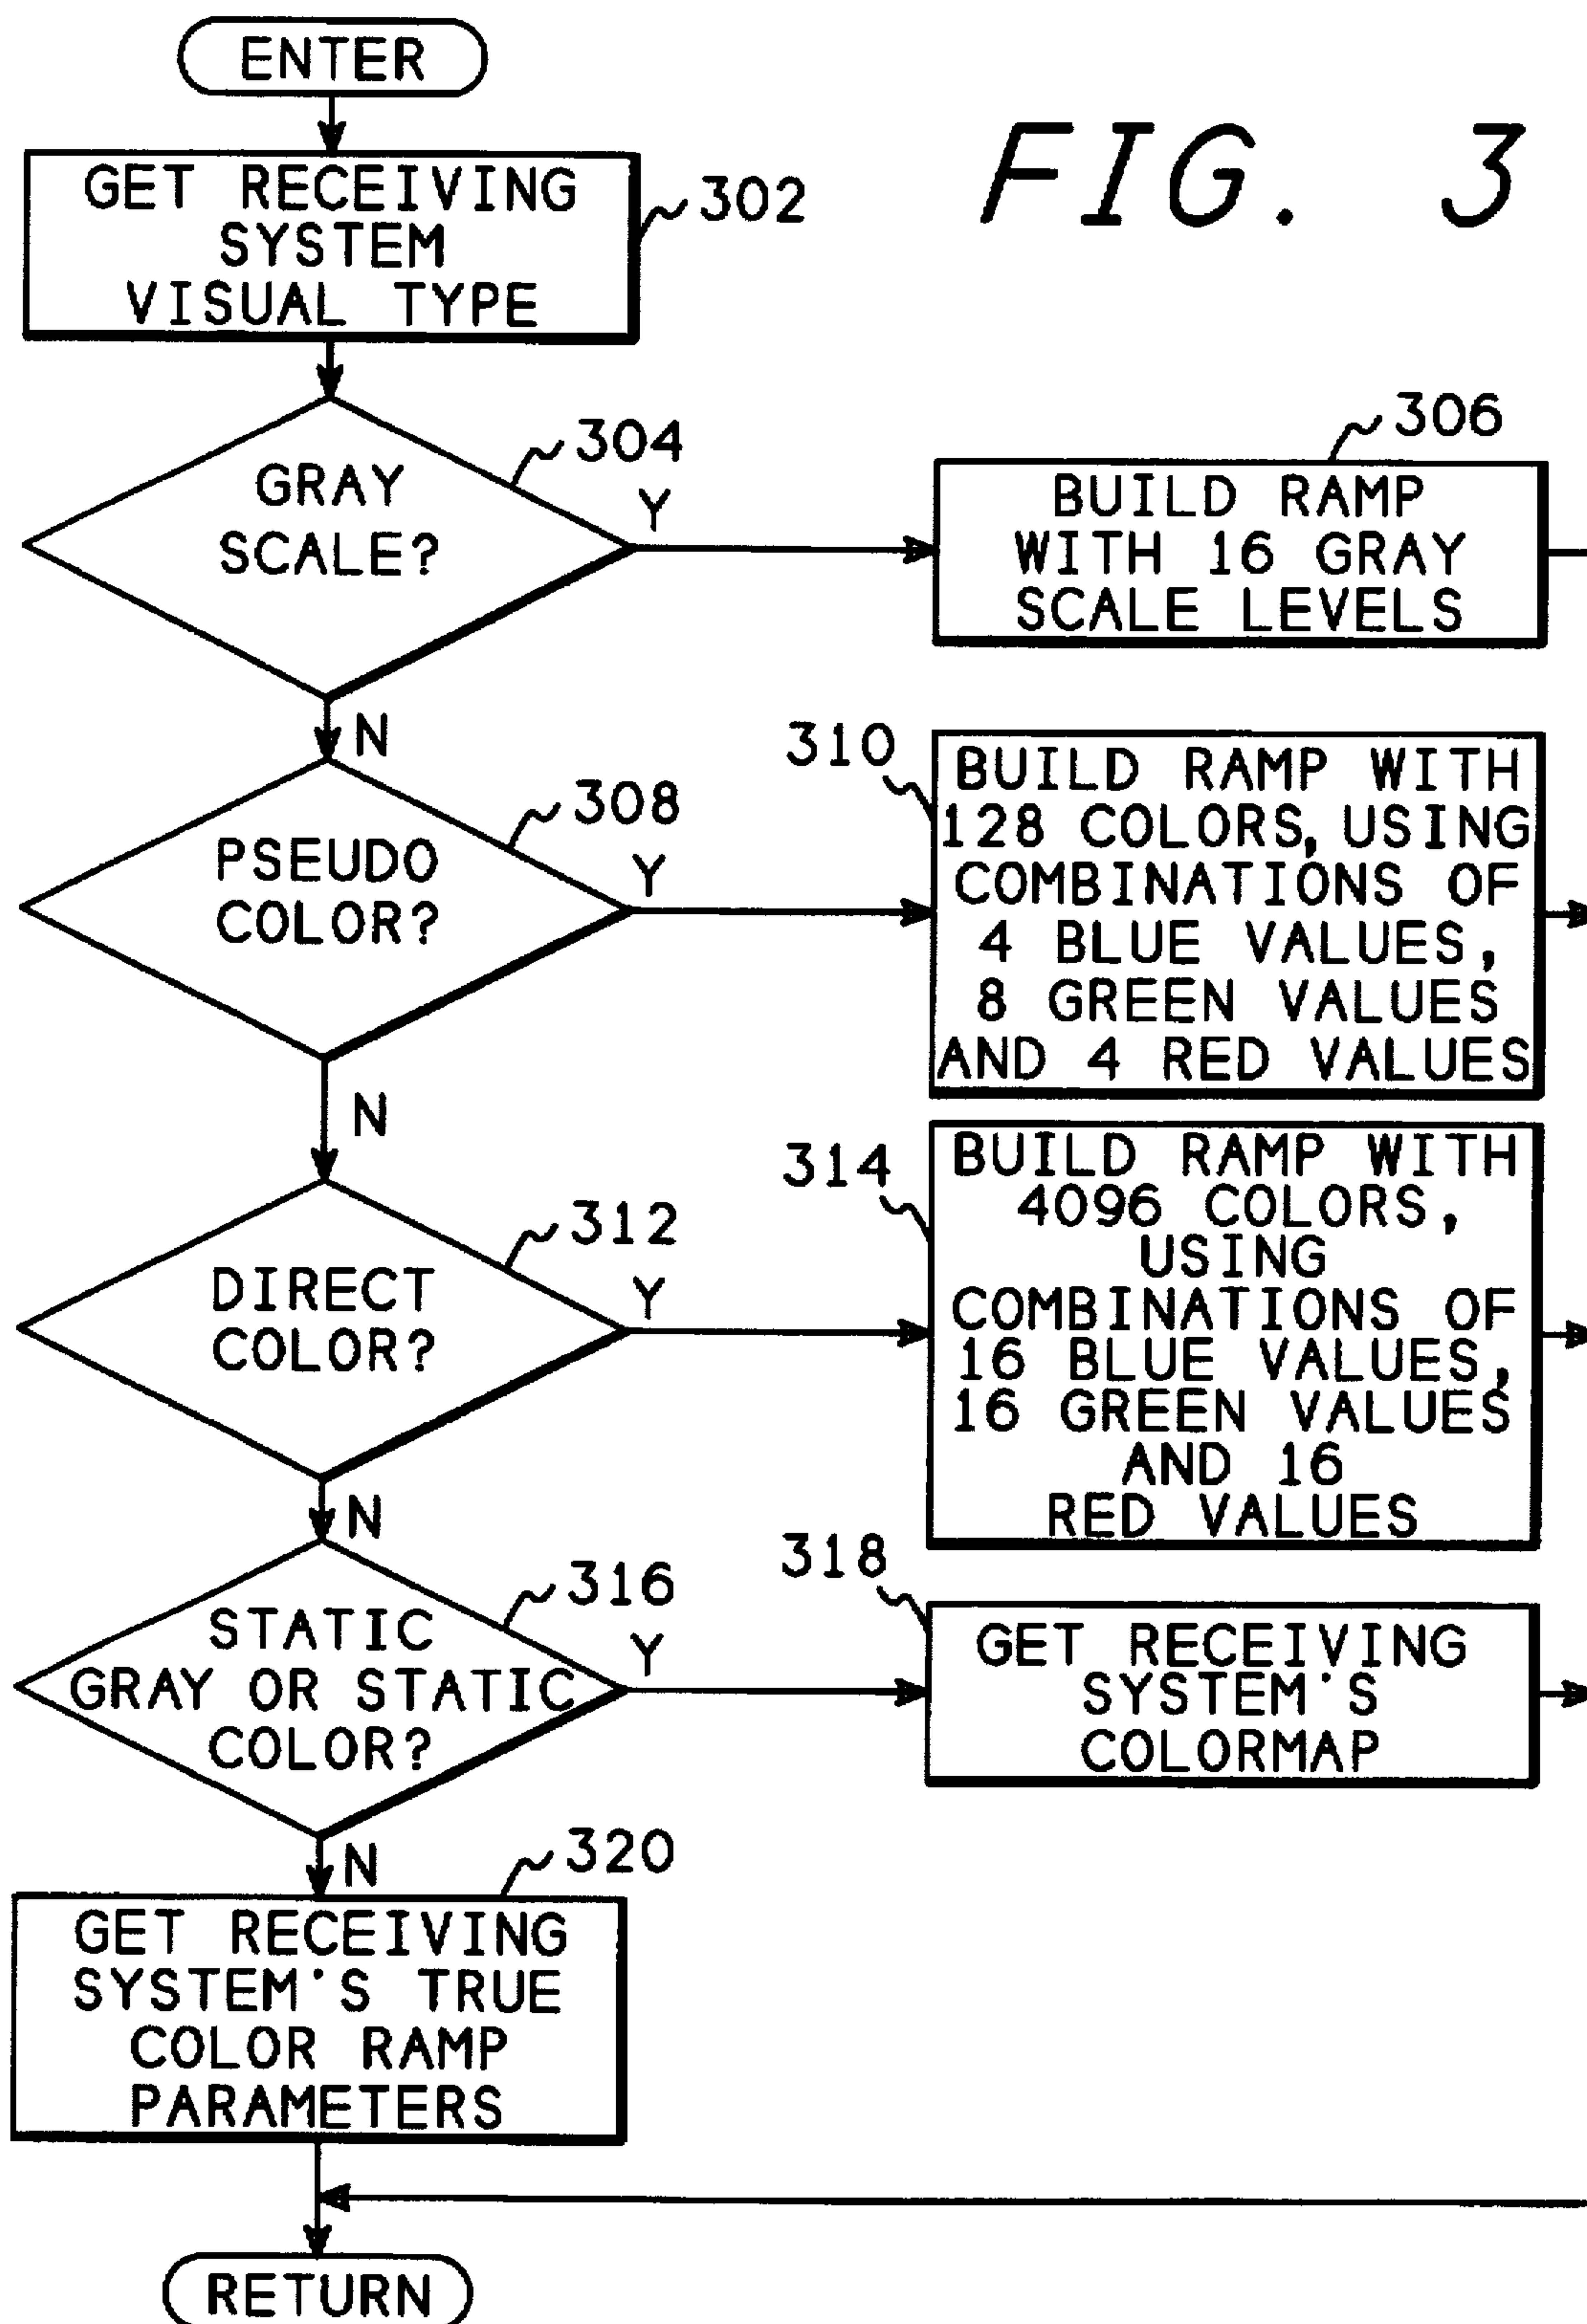 ENTER
FIG. 3
GET RECEIVING
SYSTEM
VISUAL TYPE
302
GRAY
SCALE?
304
Y
N
306
BUILD RAMP
WITH 16 GRAY
SCALE LEVELS
PSEUDO
COLOR?
308
Y
N
310
BUILD RAMP WITH
128 COLORS, USING
COMBINATIONS OF
4 BLUE VALUES,
8 GREEN VALUES
AND 4 RED VALUES
DIRECT
COLOR?
312
Y
N
314
BUILD RAMP WITH
4096 COLORS,
USING
COMBINATIONS OF
16 BLUE VALUES,
16 GREEN VALUES
AND 16
RED VALUES
STATIC
GRAY OR STATIC
COLOR?
316
Y
N
318
GET RECEIVING
SYSTEM'S
COLORMAP
320
GET RECEIVING
SYSTEM'S TRUE
COLOR RAMP
PARAMETERS
RETURN